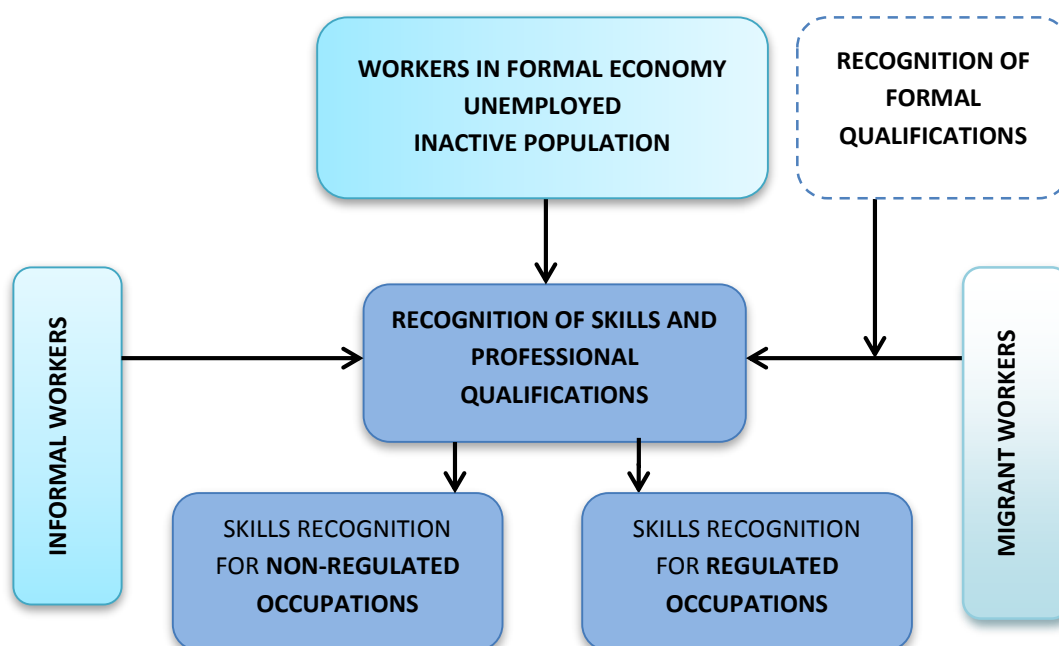 WORKERS IN FORMAL ECONOMY
UNEMPLOYED
INACTIVE POPULATION
RECOGNITION OF
FORMAL
QUALIFICATIONS
INFORMAL WORKERS
RECOGNITION OF SKILLS AND
PROFESSIONAL
QUALIFICATIONS
MIGRANT WORKERS
SKILLS RECOGNITION
FOR NON-REGULATED
OCCUPATIONS
SKILLS RECOGNITION
FOR REGULATED
OCCUPATIONS